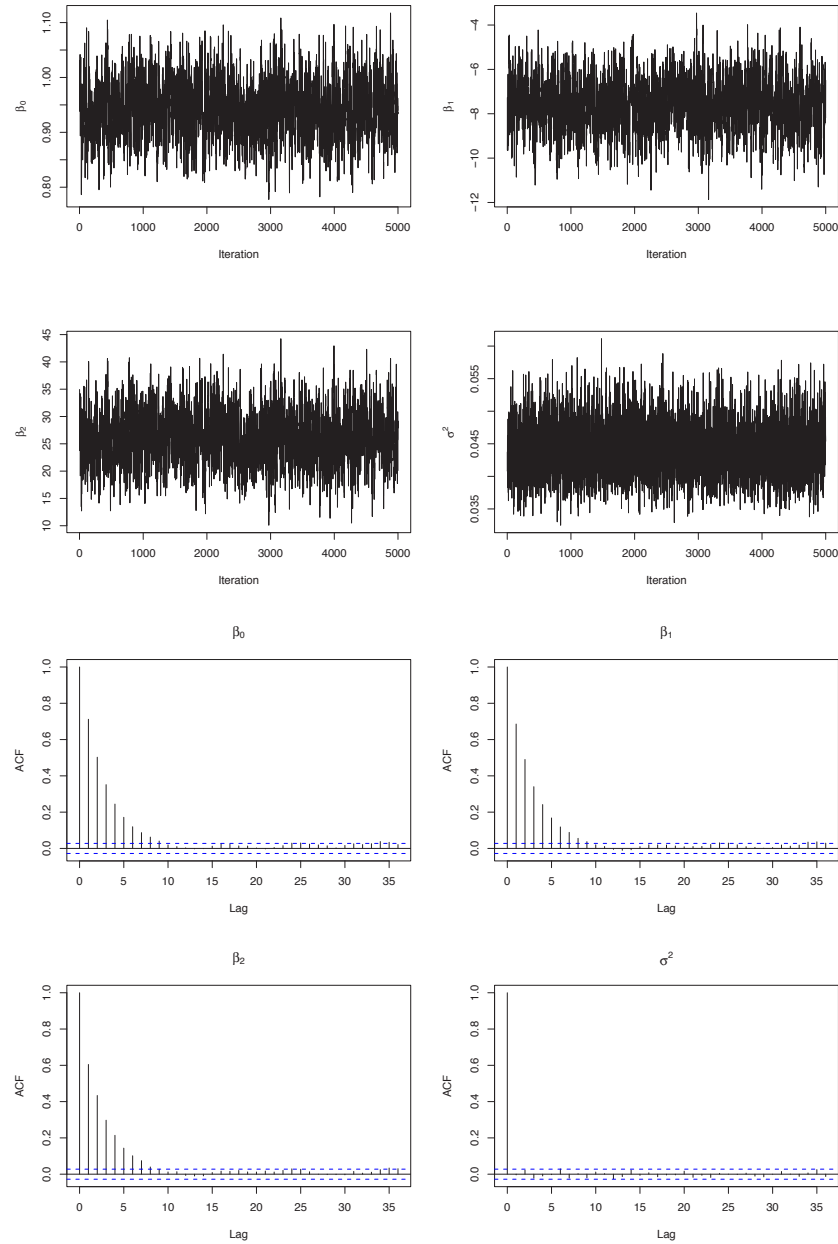 β₀
1.10
1.00
0.90
0.80
0 1000 2000 3000 4000 5000
Iteration
β₁
−4
−6
−8
−10
−12
0 1000 2000 3000 4000 5000
Iteration
β₂
45
40
35
30
25
20
15
10
0 1000 2000 3000 4000 5000
Iteration
σ²
0.055
0.045
0.035
0 1000 2000 3000 4000 5000
Iteration
β₀
ACF
1.0
0.8
0.6
0.4
0.2
0.0
0 5 10 15 20 25 30 35
Lag
β₁
ACF
1.0
0.8
0.6
0.4
0.2
0.0
0 5 10 15 20 25 30 35
Lag
β₂
ACF
1.0
0.8
0.6
0.4
0.2
0.0
0 5 10 15 20 25 30 35
Lag
σ²
ACF
1.0
0.8
0.6
0.4
0.2
0.0
0 5 10 15 20 25 30 35
Lag